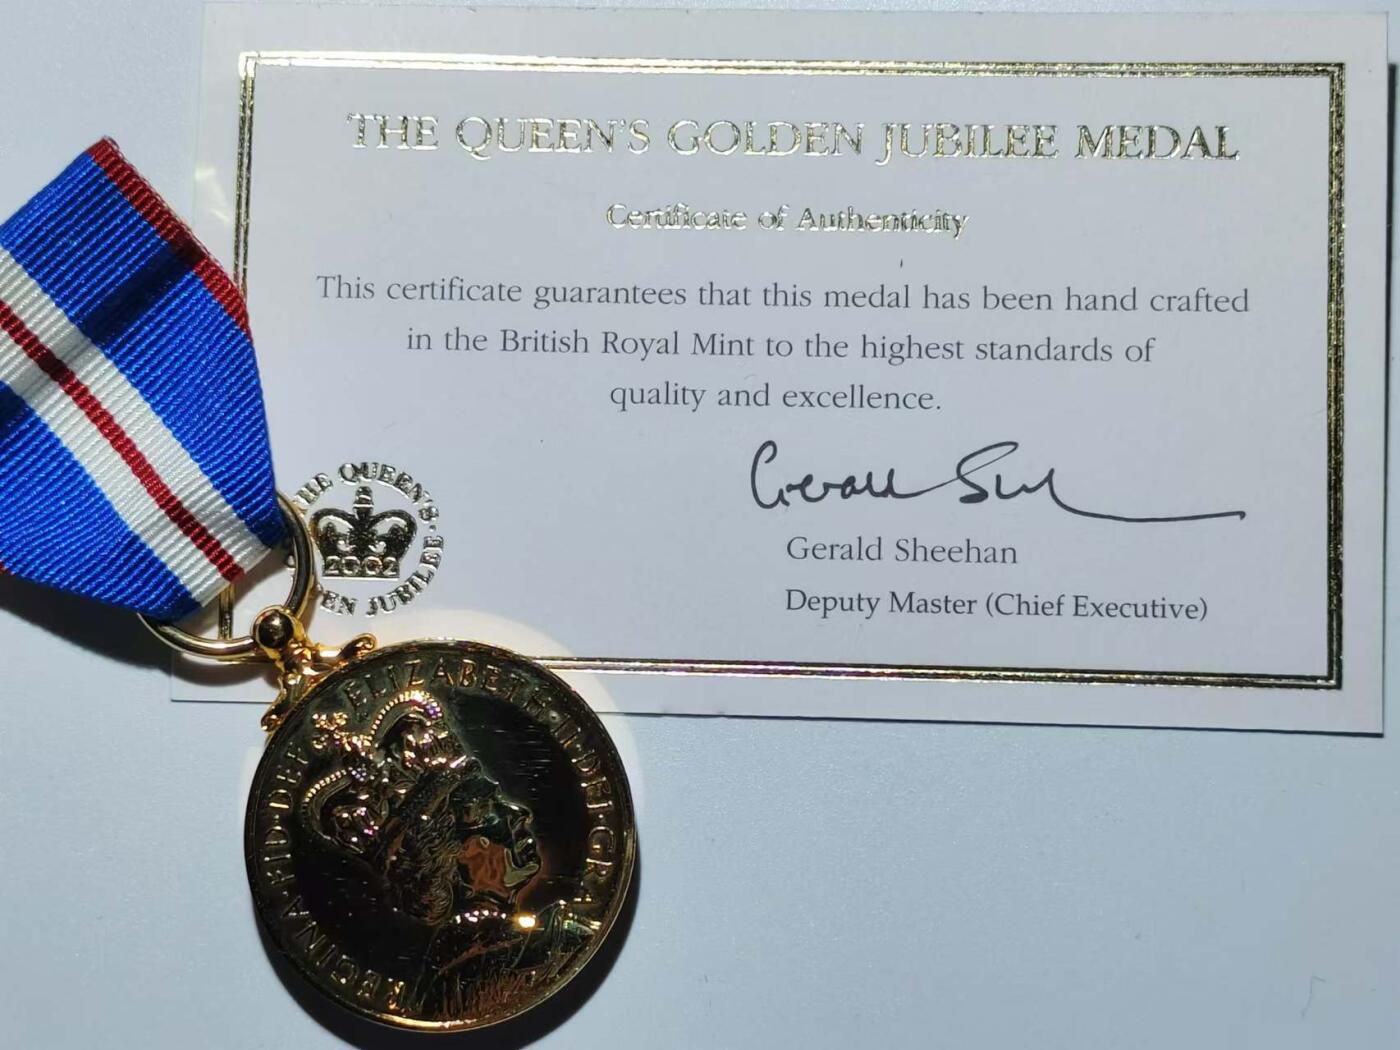 THE QUEEN'S GOLDEN JUBILEE MEDAL
Certificate of Authenticity
This certificate guarantees that this medal has been hand crafted
in the British Royal Mint to the highest standards of
quality and excellence.
Gerald Sheehan
Deputy Master (Chief Executive)
THE QUEEN'S
EN JUBILEE
2002
ELIZABETH·II·DEI·GRA
REGINA·FID·DEF